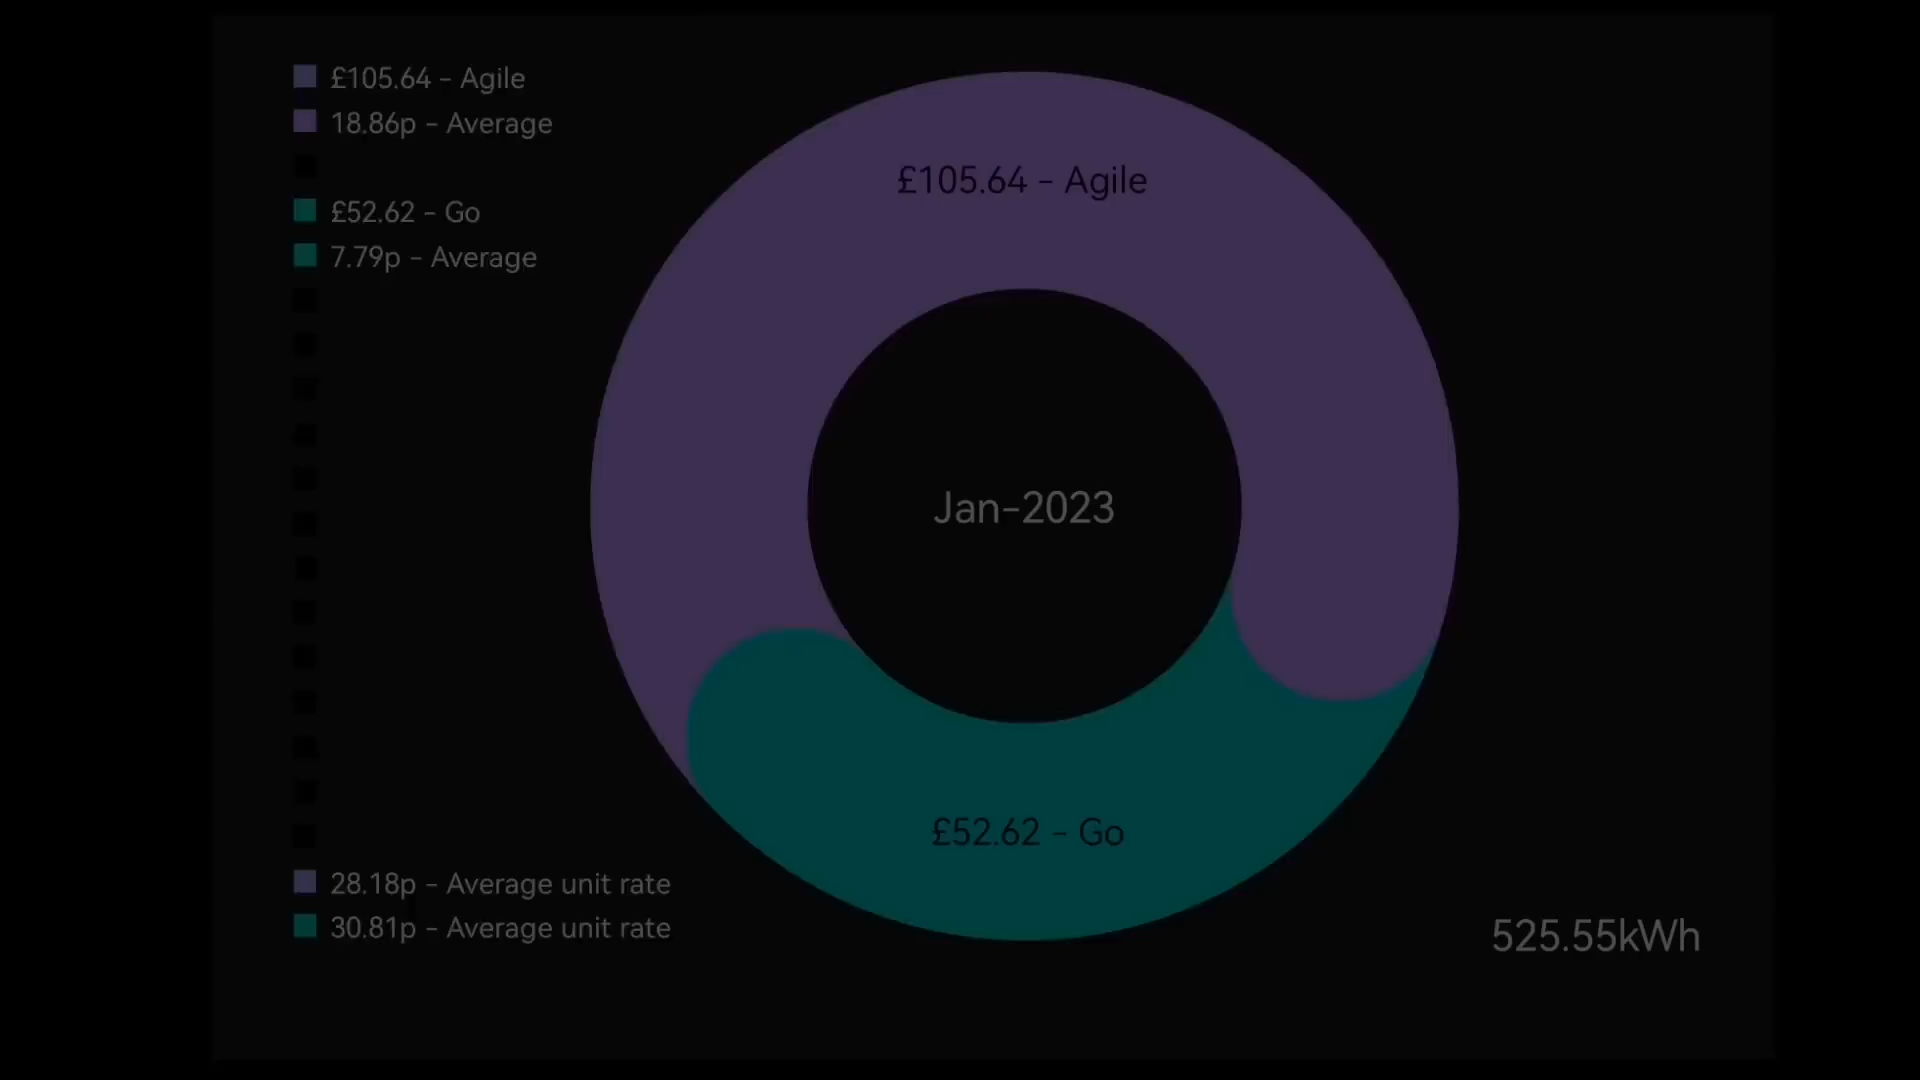 £105.64 - Agile
18.86p - Average
£52.62 - Go
7.79p - Average
28.18p - Average unit rate
30.81p - Average unit rate
£105.64 - Agile
Jan-2023
£52.62 - Go
525.55kWh